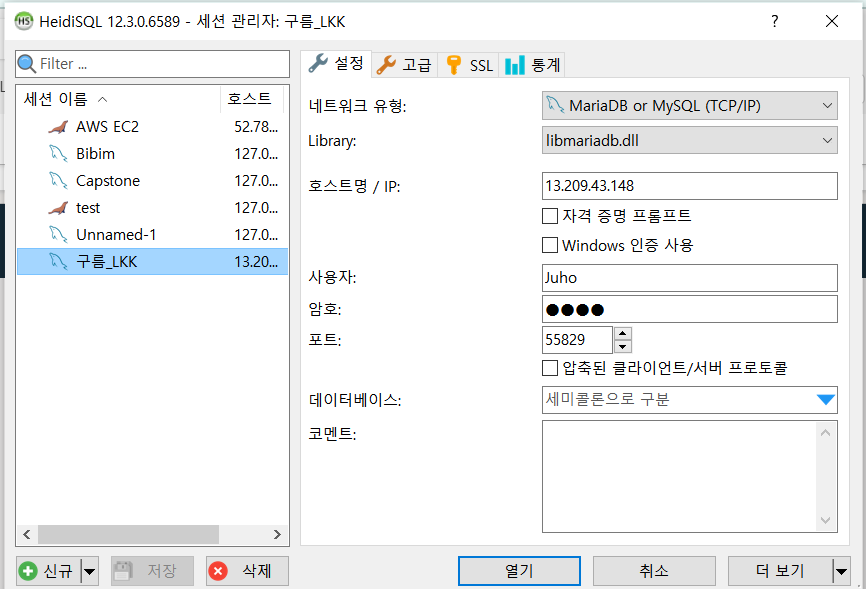 HeidiSQL 12.3.0.6589 - 세션 관리자: 구름_LKK
Filter ...
세션 이름 호스트
AWS EC2 52.78...
Bibim 127.0...
Capstone 127.0...
test 127.0...
Unnamed-1 127.0...
구름_LKK 13.20...
신규 저장 삭제
설정 고급 SSL 통계
네트워크 유형: MariaDB or MySQL (TCP/IP)
Library: libmariadb.dll
호스트명 / IP: 13.209.43.148
자격 증명 프롬프트
Windows 인증 사용
사용자: Juho
암호: ●●●●
포트: 55829
압축된 클라이언트/서버 프로토콜
데이터베이스: 세미콜론으로 구분
코멘트:
열기 취소 더 보기